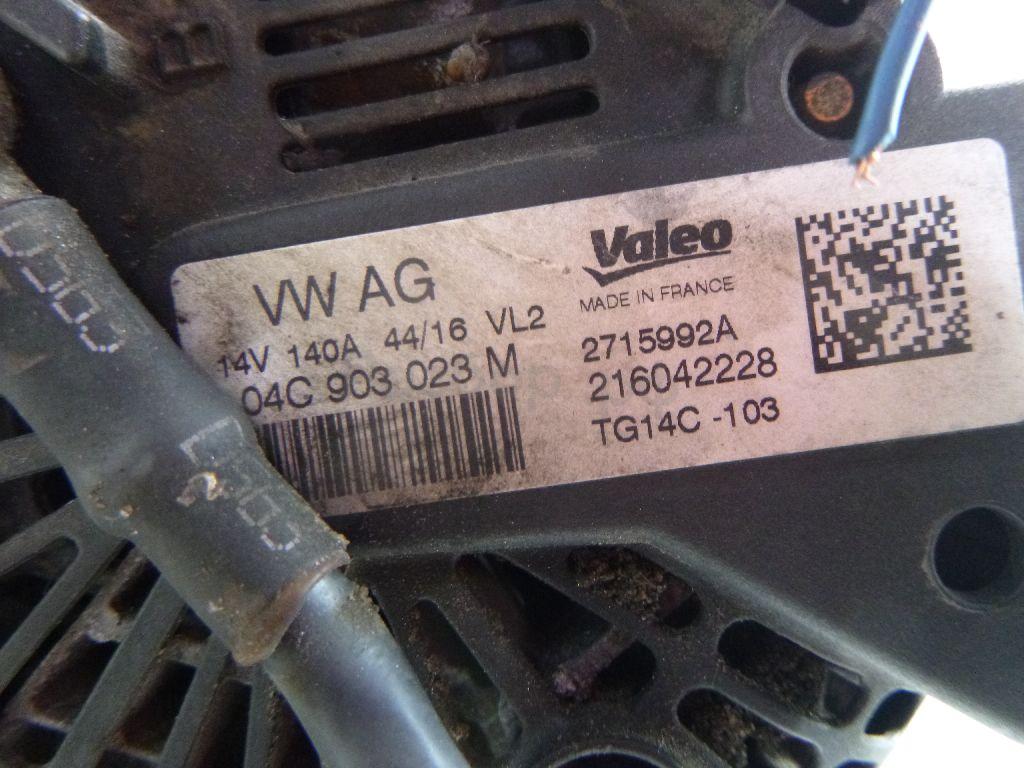 B
VW AG
14V 140A 44/16 VL2
04C 903 023 M
Valeo
MADE IN FRANCE
2715992A
216042228
TG14C -103